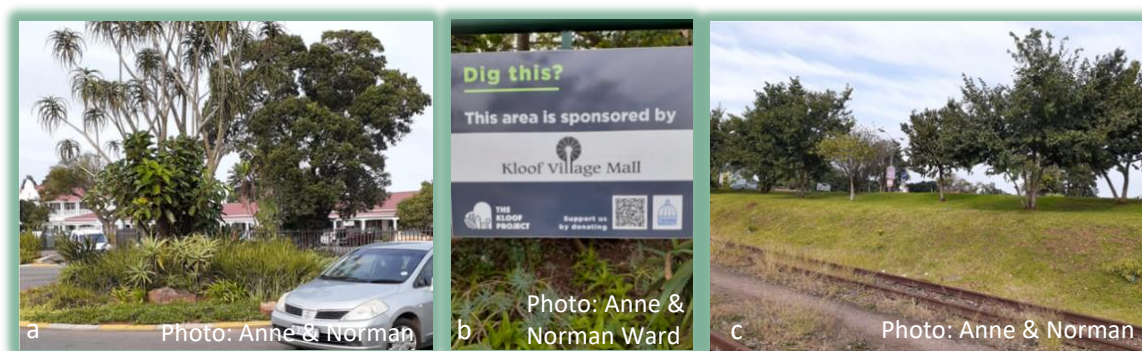 a
Photo: Anne & Norman
Dig this?
This area is sponsored by
Kloof Village Mall
THE
KLOOF
PROJECT
Support us
by donating
b
Photo: Anne &
Norman Ward
c
Photo: Anne & Norman